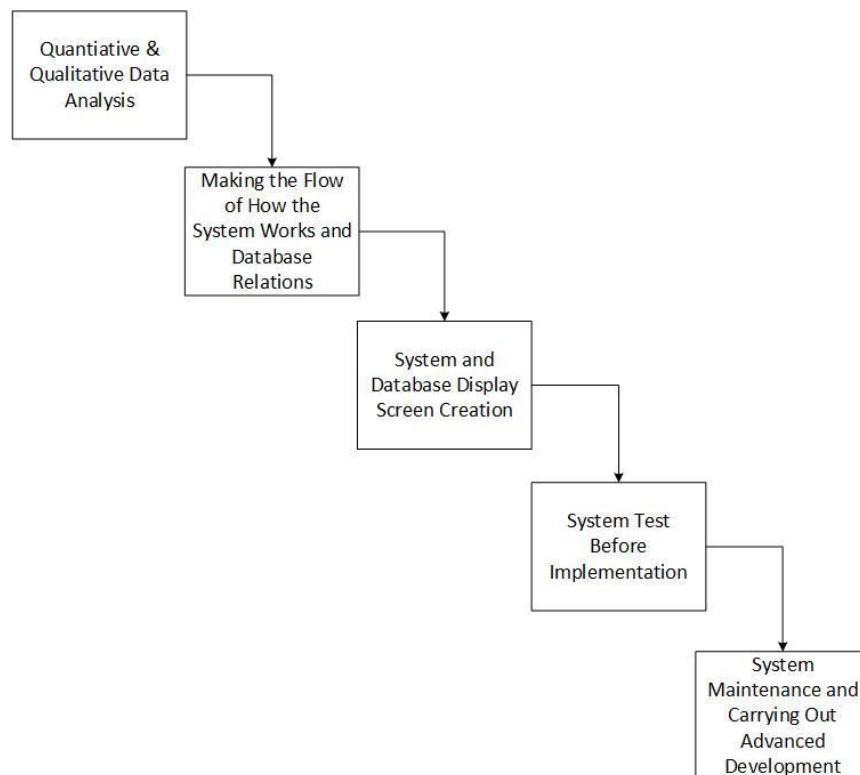 Quantiative &
Qualitative Data
Analysis
Making the Flow
of How the
System Works and
Database
Relations
System and
Database Display
Screen Creation
System Test
Before
Implementation
System
Maintenance and
Carrying Out
Advanced
Development